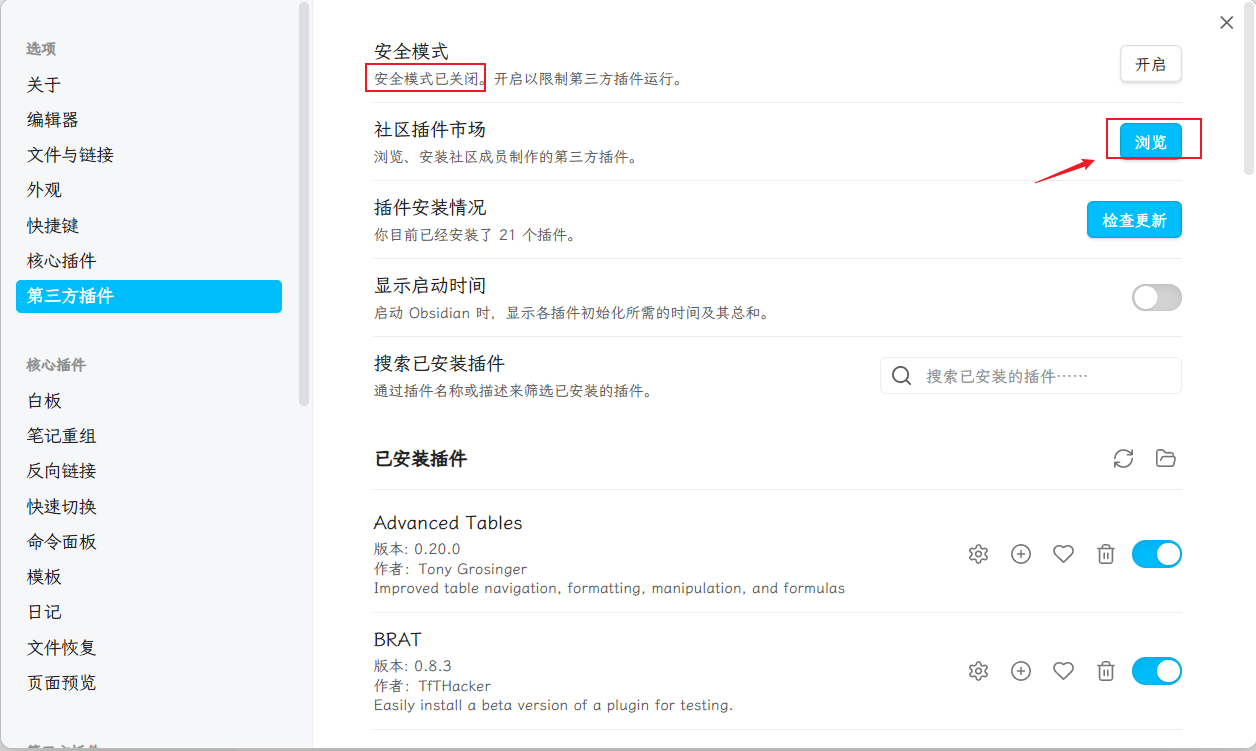 选项
关于
编辑器
文件与链接
外观
快捷键
核心插件
第三方插件
核心插件
白板
笔记重组
反向链接
快速切换
命令面板
模板
日记
文件恢复
页面预览
安全模式
安全模式已关闭。开启以限制第三方插件运行。
开启
社区插件市场
浏览、安装社区成员制作的第三方插件。
浏览
插件安装情况
你目前已经安装了 21 个插件。
检查更新
显示启动时间
启动 Obsidian 时，显示各插件初始化所需的时间及其总和。
搜索已安装插件
通过插件名称或描述来筛选已安装的插件。
搜索已安装的插件……
已安装插件
Advanced Tables
版本: 0.20.0
作者: Tony Grosinger
Improved table navigation, formatting, manipulation, and formulas
BRAT
版本: 0.8.3
作者: TfTHacker
Easily install a beta version of a plugin for testing.